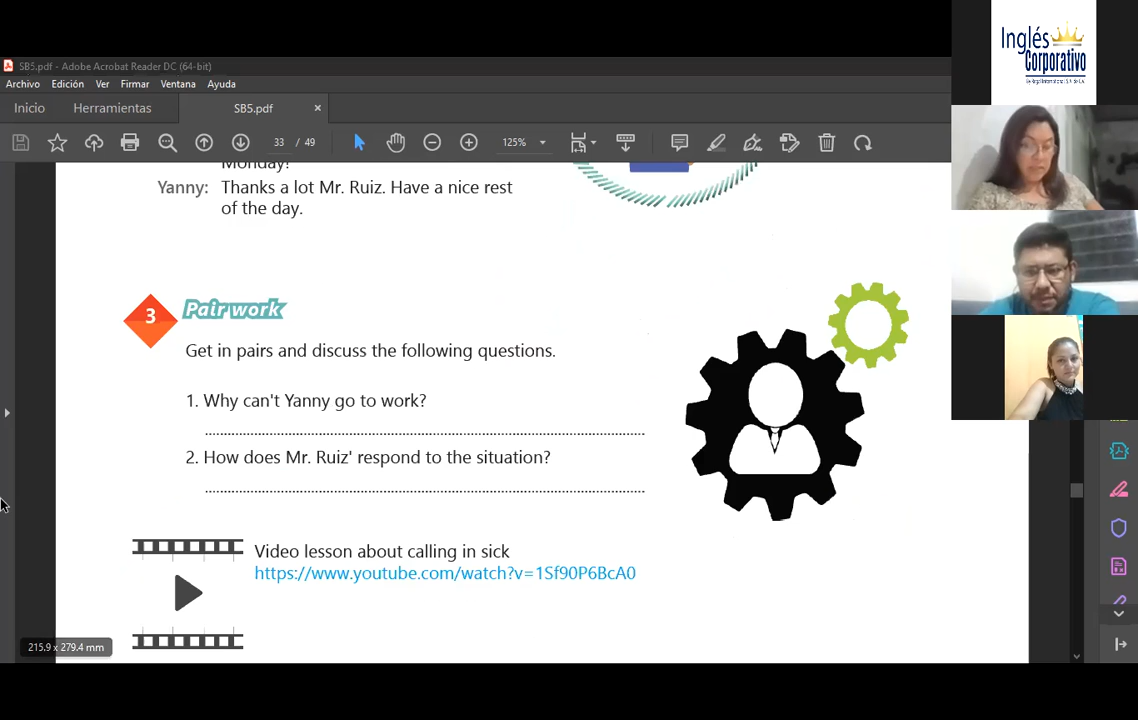 SB5.pdf - Adobe Acrobat Reader DC (64-bit)
Archivo Edición Ver Firmar Ventana Ayuda
Inicio Herramientas SB5.pdf ×
33 / 49 125%
Monday!
Yanny: Thanks a lot Mr. Ruiz. Have a nice rest
of the day.
3 Pair work
Get in pairs and discuss the following questions.
1. Why can't Yanny go to work?
2. How does Mr. Ruiz' respond to the situation?
Video lesson about calling in sick
https://www.youtube.com/watch?v=1Sf90P6BcA0
215.9 x 279.4 mm
Inglés
Corporativo